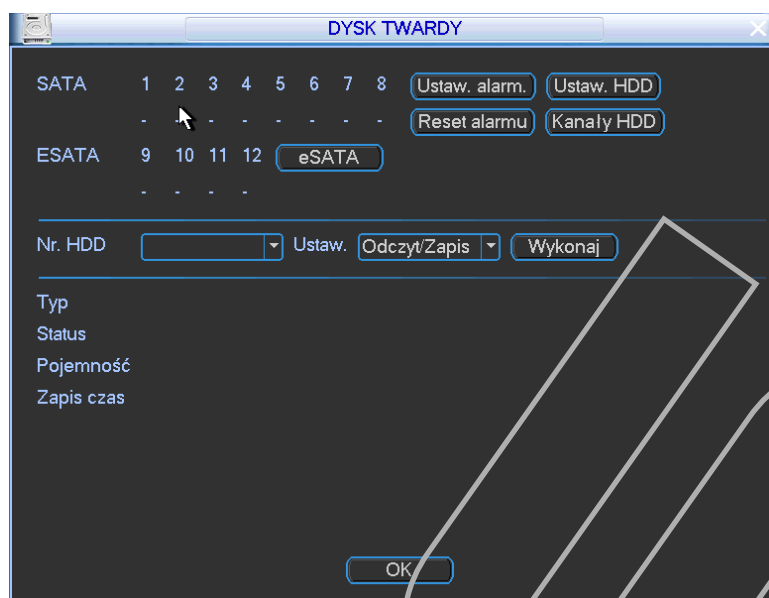 DYSK TWARDY
SATA 1 2 3 4 5 6 7 8 Ustaw. alarm. Ustaw. HDD
- - - - - - - - Reset alarmu Kanały HDD
ESATA 9 10 11 12 eSATA
- - - -
Nr. HDD Ustaw. Odczyt/Zapis Wykonaj
Typ
Status
Pojemność
Zapis czas
OK